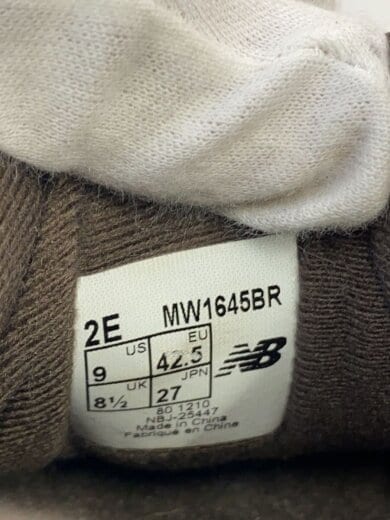 2E MW1645BR
US EU
9 42.5
UK JPN
8½ 27
NB
80 1210
NBJ-25447
Made in China
Fabriqué en Chine